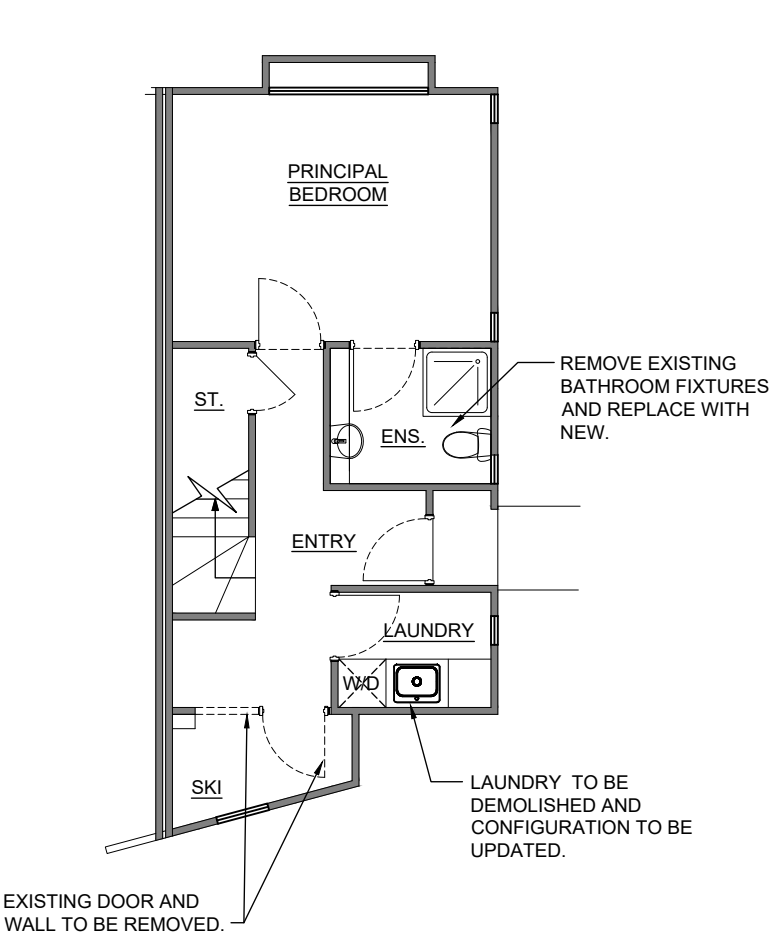 PRINCIPAL
BEDROOM
REMOVE EXISTING
BATHROOM FIXTURES
AND REPLACE WITH
NEW.
ST.
ENS.
ENTRY
LAUNDRY
W/D
SKI
LAUNDRY TO BE
DEMOLISHED AND
CONFIGURATION TO BE
UPDATED.
EXISTING DOOR AND
WALL TO BE REMOVED.